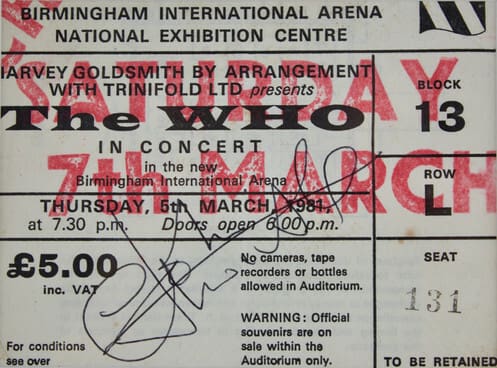 BIRMINGHAM INTERNATIONAL ARENA
NATIONAL EXHIBITION CENTRE
HARVEY GOLDSMITH BY ARRANGEMENT
WITH TRINIFOLD LTD presents
The WHO
IN CONCERT
in the new
Birmingham International Arena
THURSDAY, 5th MARCH, 1981,
at 7.30 p.m. Doors open 6.00 p.m.
SATURDAY
7th MARCH
£5.00
inc. VAT
For conditions
see over
No cameras, tape
recorders or bottles
allowed in Auditorium.
WARNING: Official
souvenirs are on
sale within the
Auditorium only.
BLOCK
13
ROW
L
SEAT
131
TO BE RETAINED